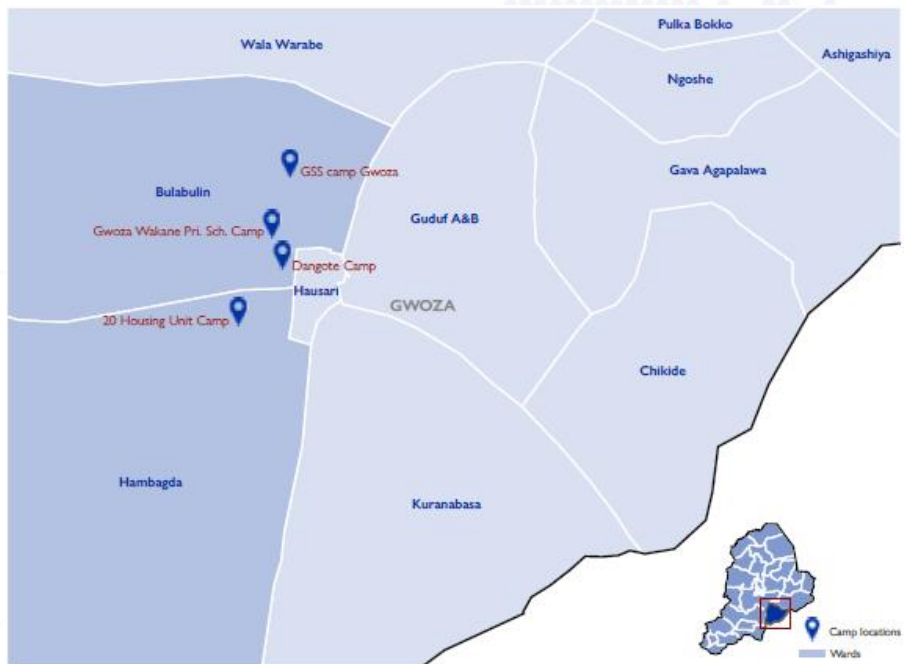 Pulka Bokko
Wala Warabe
Ashigashiya
Ngoshe
GSS camp Gwoza
Gava Agapalawa
Bulabulin
Guduf A&B
Gwoza Wakane Pri. Sch. Camp
Dangote Camp
Hausari
GWOZA
20 Housing Unit Camp
Chikide
Hambagda
Kuranabasa
Camp locations
Wards